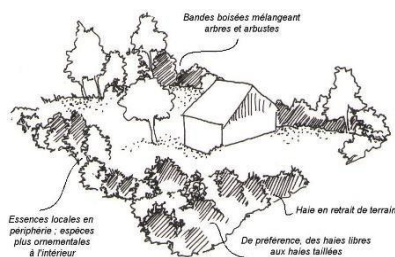 Bandes boisées mélangeant
arbres et arbustes
Essences locales en
périphérie ; espèces
plus ornementales
à l'intérieur
Haie en retrait de terrain
De préférence, des haies libres
aux haies taillées